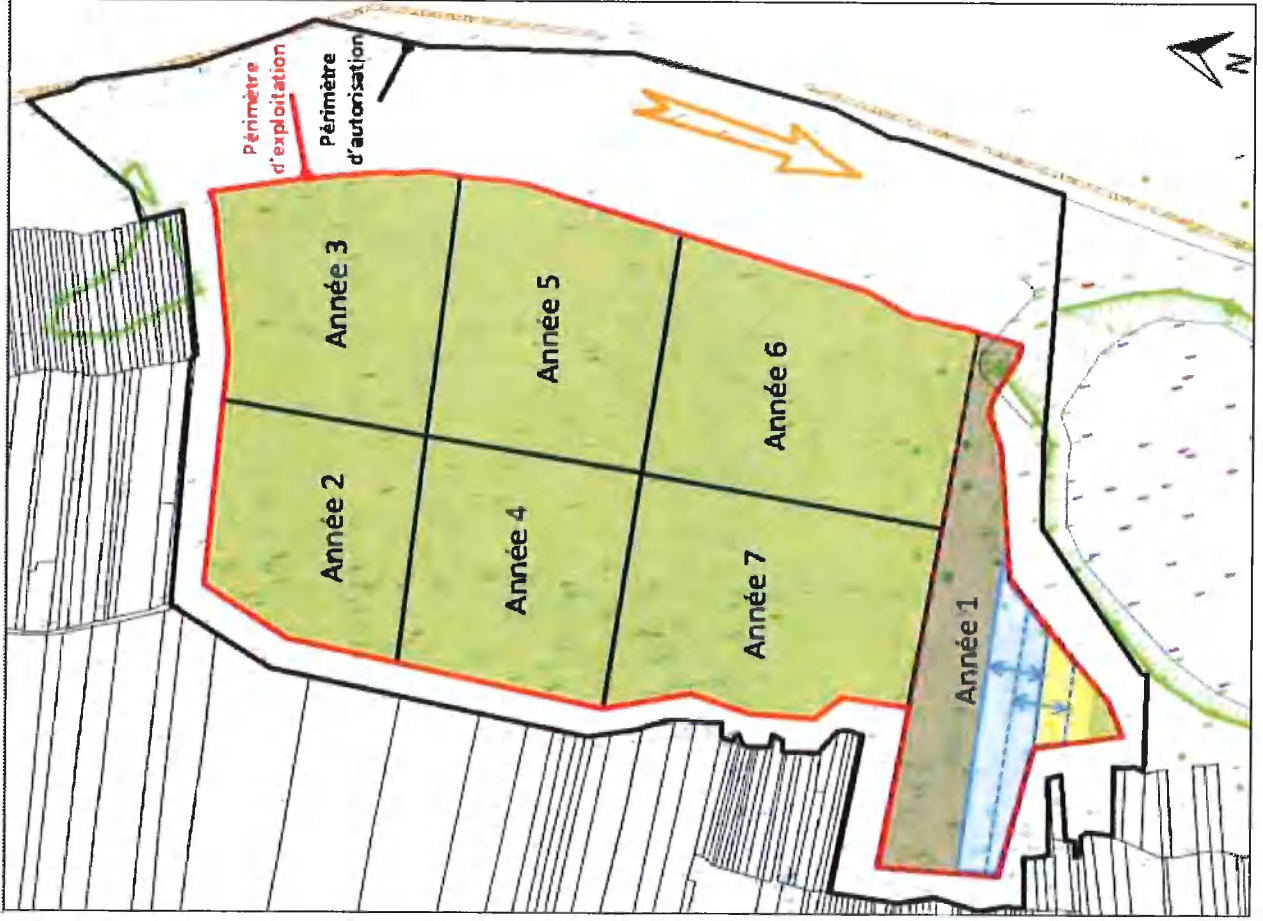 Périmètre
d'exploitation
Périmètre
d'autorisation
Année 3
Année 2
Année 5
Année 4
Année 6
Année 7
Année 1
N